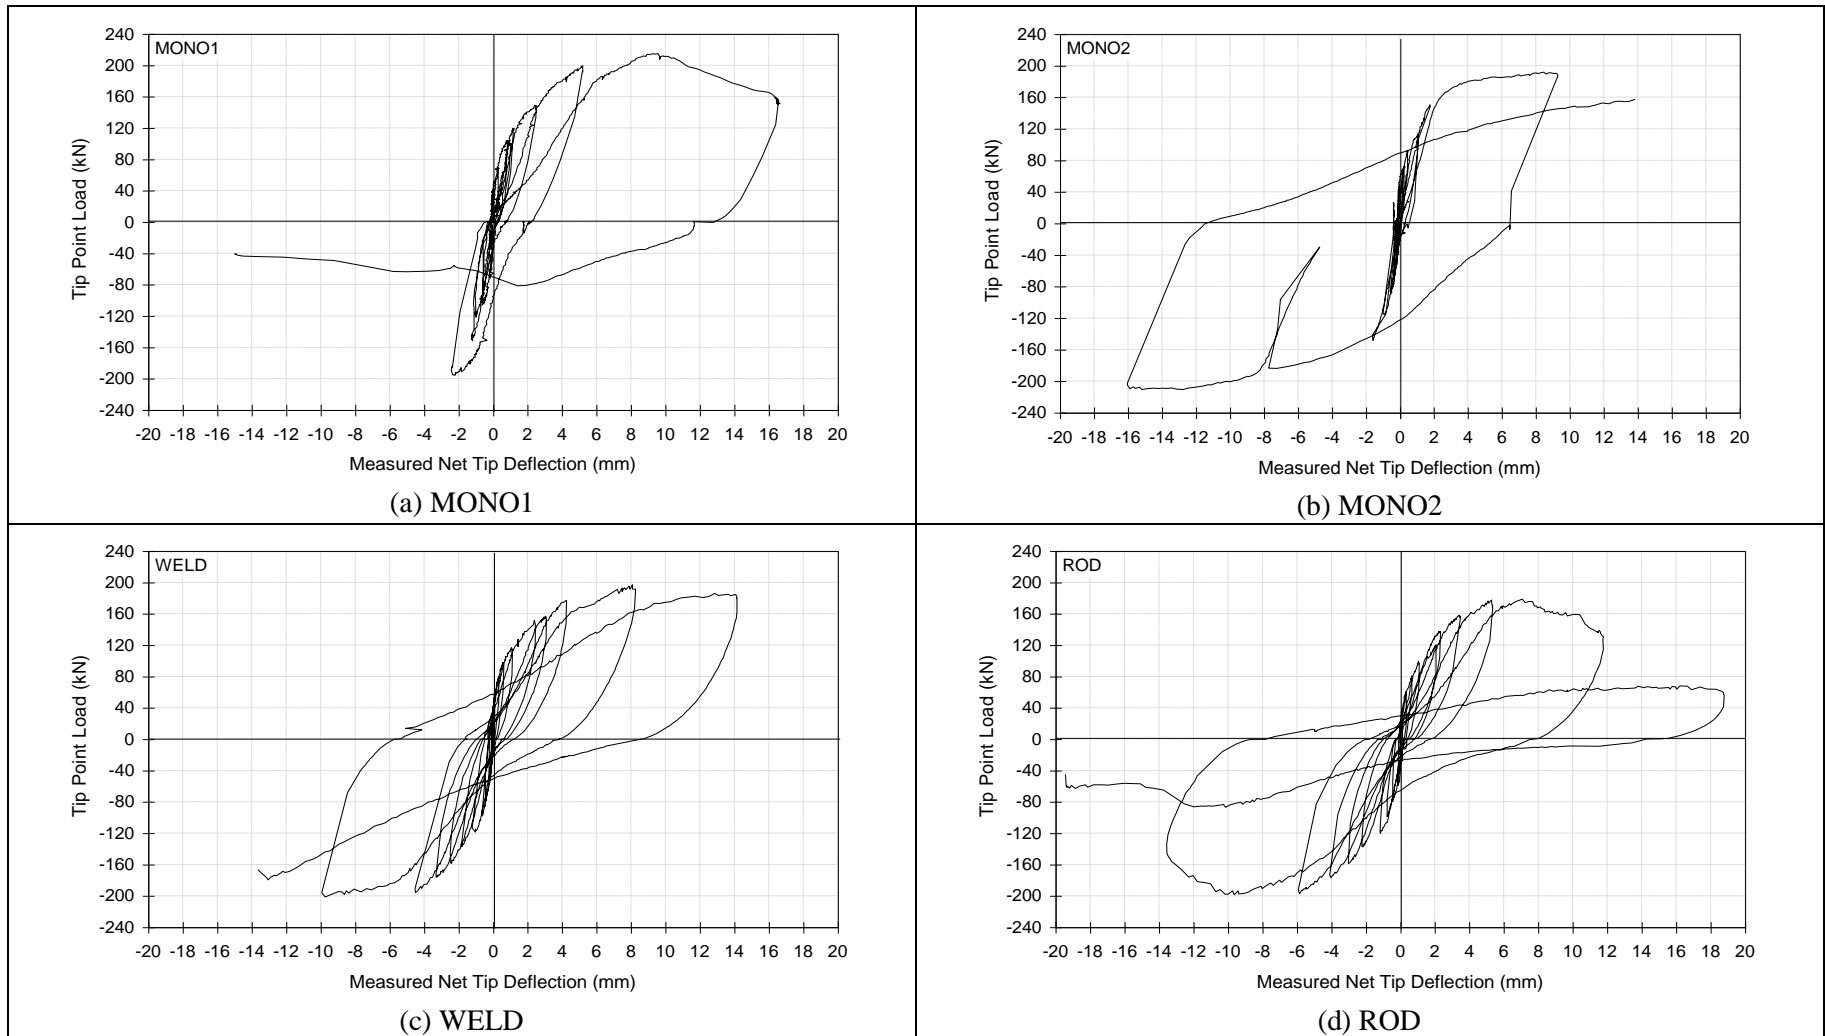 MONO1
240
200
160
120
80
40
0
-40
-80
-120
-160
-200
-240
Tip Point Load (kN)
-20 -18 -16 -14 -12 -10 -8 -6 -4 -2 0 2 4 6 8 10 12 14 16 18 20
Measured Net Tip Deflection (mm)
(a) MONO1
MONO2
240
200
160
120
80
40
0
-40
-80
-120
-160
-200
-240
Tip Point Load (kN)
-20 -18 -16 -14 -12 -10 -8 -6 -4 -2 0 2 4 6 8 10 12 14 16 18 20
Measured Net Tip Deflection (mm)
(b) MONO2
WELD
240
200
160
120
80
40
0
-40
-80
-120
-160
-200
-240
Tip Point Load (kN)
-20 -18 -16 -14 -12 -10 -8 -6 -4 -2 0 2 4 6 8 10 12 14 16 18 20
Measured Net Tip Deflection (mm)
(c) WELD
ROD
240
200
160
120
80
40
0
-40
-80
-120
-160
-200
-240
Tip Point Load (kN)
-20 -18 -16 -14 -12 -10 -8 -6 -4 -2 0 2 4 6 8 10 12 14 16 18 20
Measured Net Tip Deflection (mm)
(d) ROD